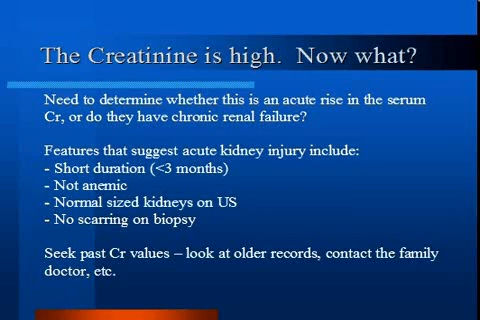 The Creatinine is high.  Now what?
Need to determine whether this is an acute rise in the serum
Cr, or do they have chronic renal failure?
Features that suggest acute kidney injury include:
- Short duration (<3 months)
- Not anemic
- Normal sized kidneys on US
- No scarring on biopsy
Seek past Cr values – look at older records, contact the family
doctor, etc.